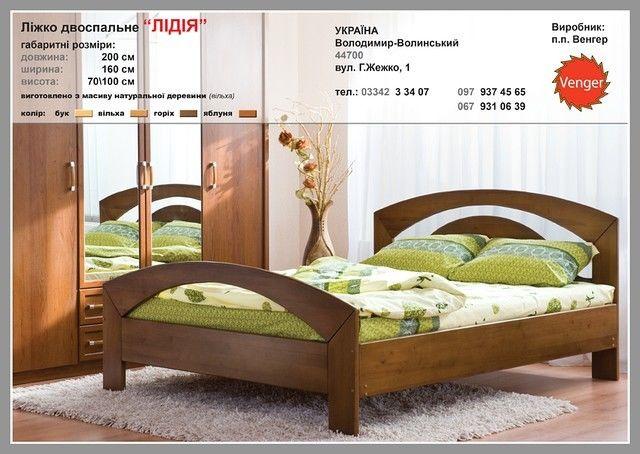 Ліжко двоспальне “ЛІДІЯ”
габаритні розміри:
довжина: 200 см
ширина: 160 см
висота: 70\100 см
виготовлено з масиву натуральної деревини (вільха)
колір: бук вільха горіх яблуня
УКРАЇНА
Володимир-Волинський
44700
вул. Г.Жежко, 1
тел.: 03342 3 34 07 097 937 45 65
067 931 06 39
Виробник:
п.п. Венгер
Venger